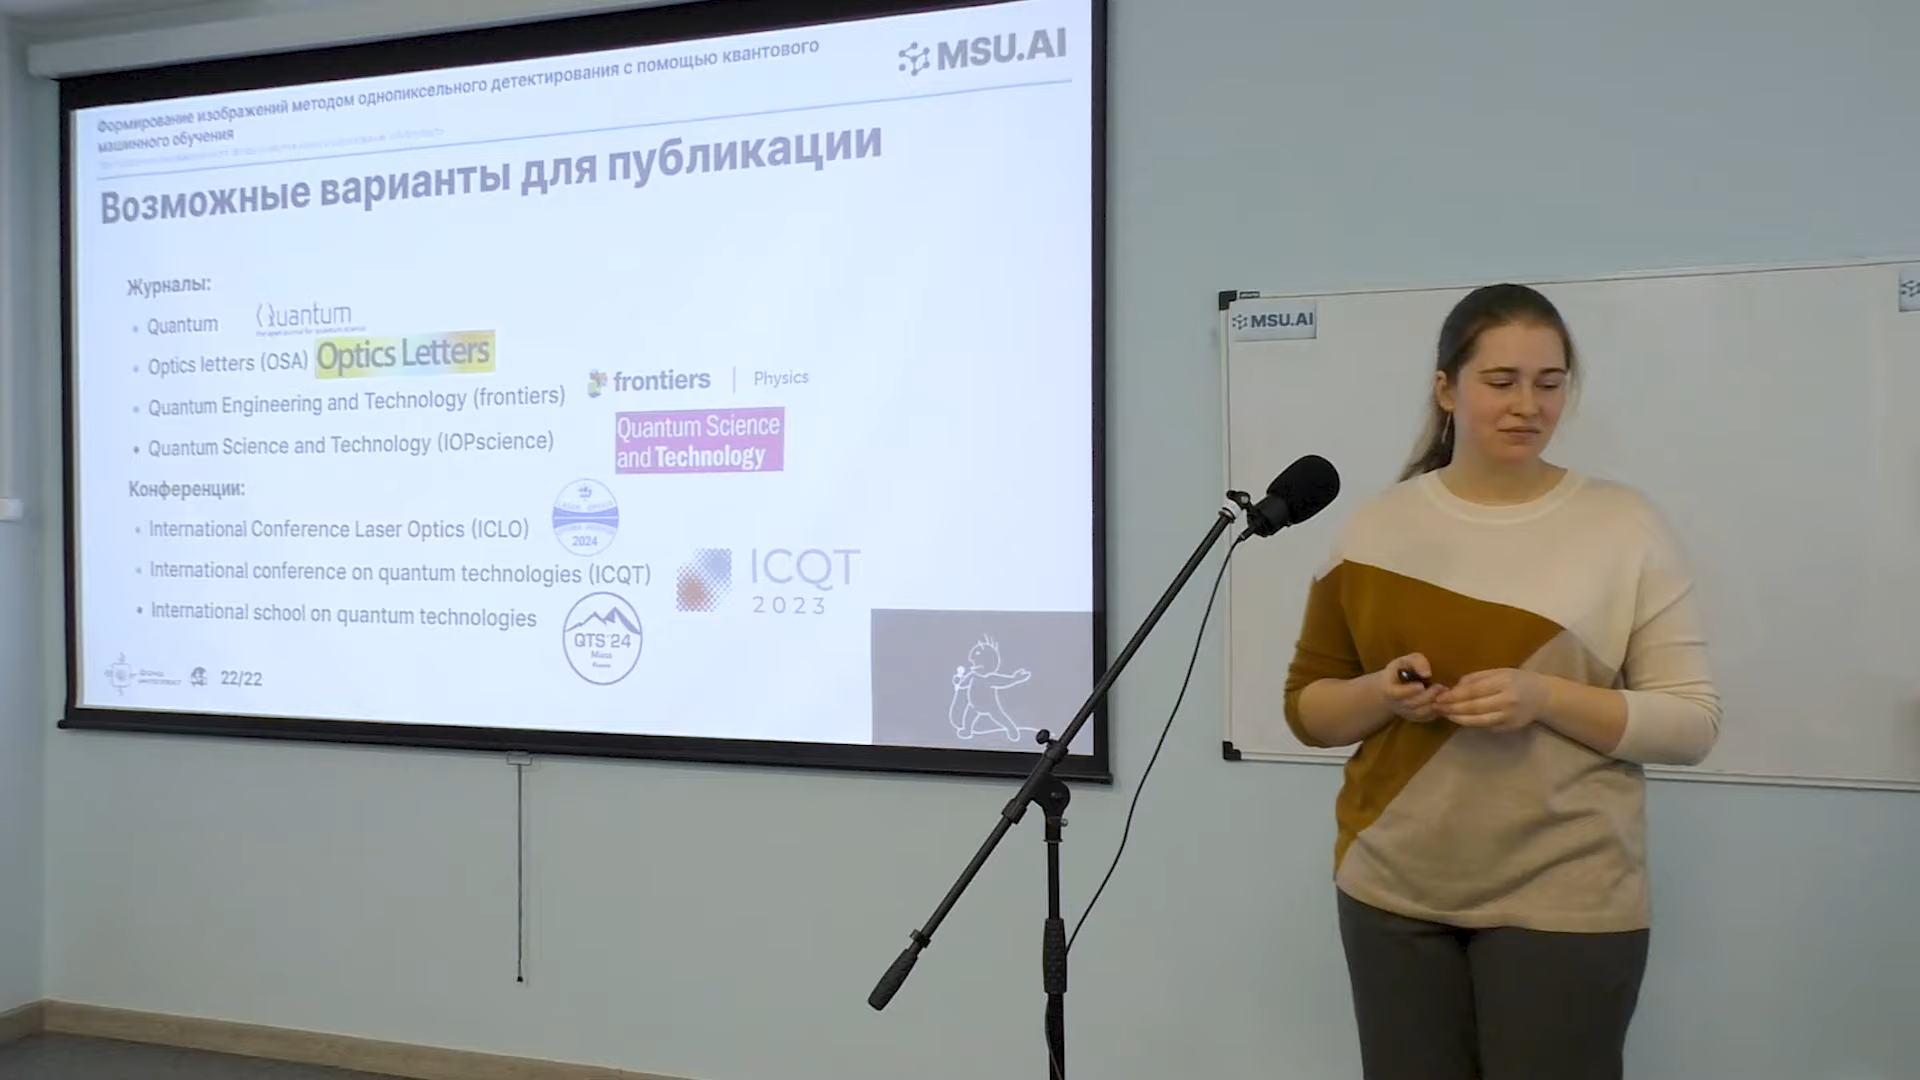 Формирование изображений методом однопиксельного детектирования с помощью квантового
машинного обучения
MSU.AI
Возможные варианты для публикации
Журналы:
Quantum
Quantum
Optics letters (OSA)
Optics Letters
Quantum Engineering and Technology (frontiers)
frontiers | Physics
Quantum Science and Technology (IOPscience)
Quantum Science
and Technology
Конференции:
International Conference Laser Optics (ICLO)
2024
International conference on quantum technologies (ICQT)
ICQT
2023
International school on quantum technologies
QTS'24
22/22
MSU.AI